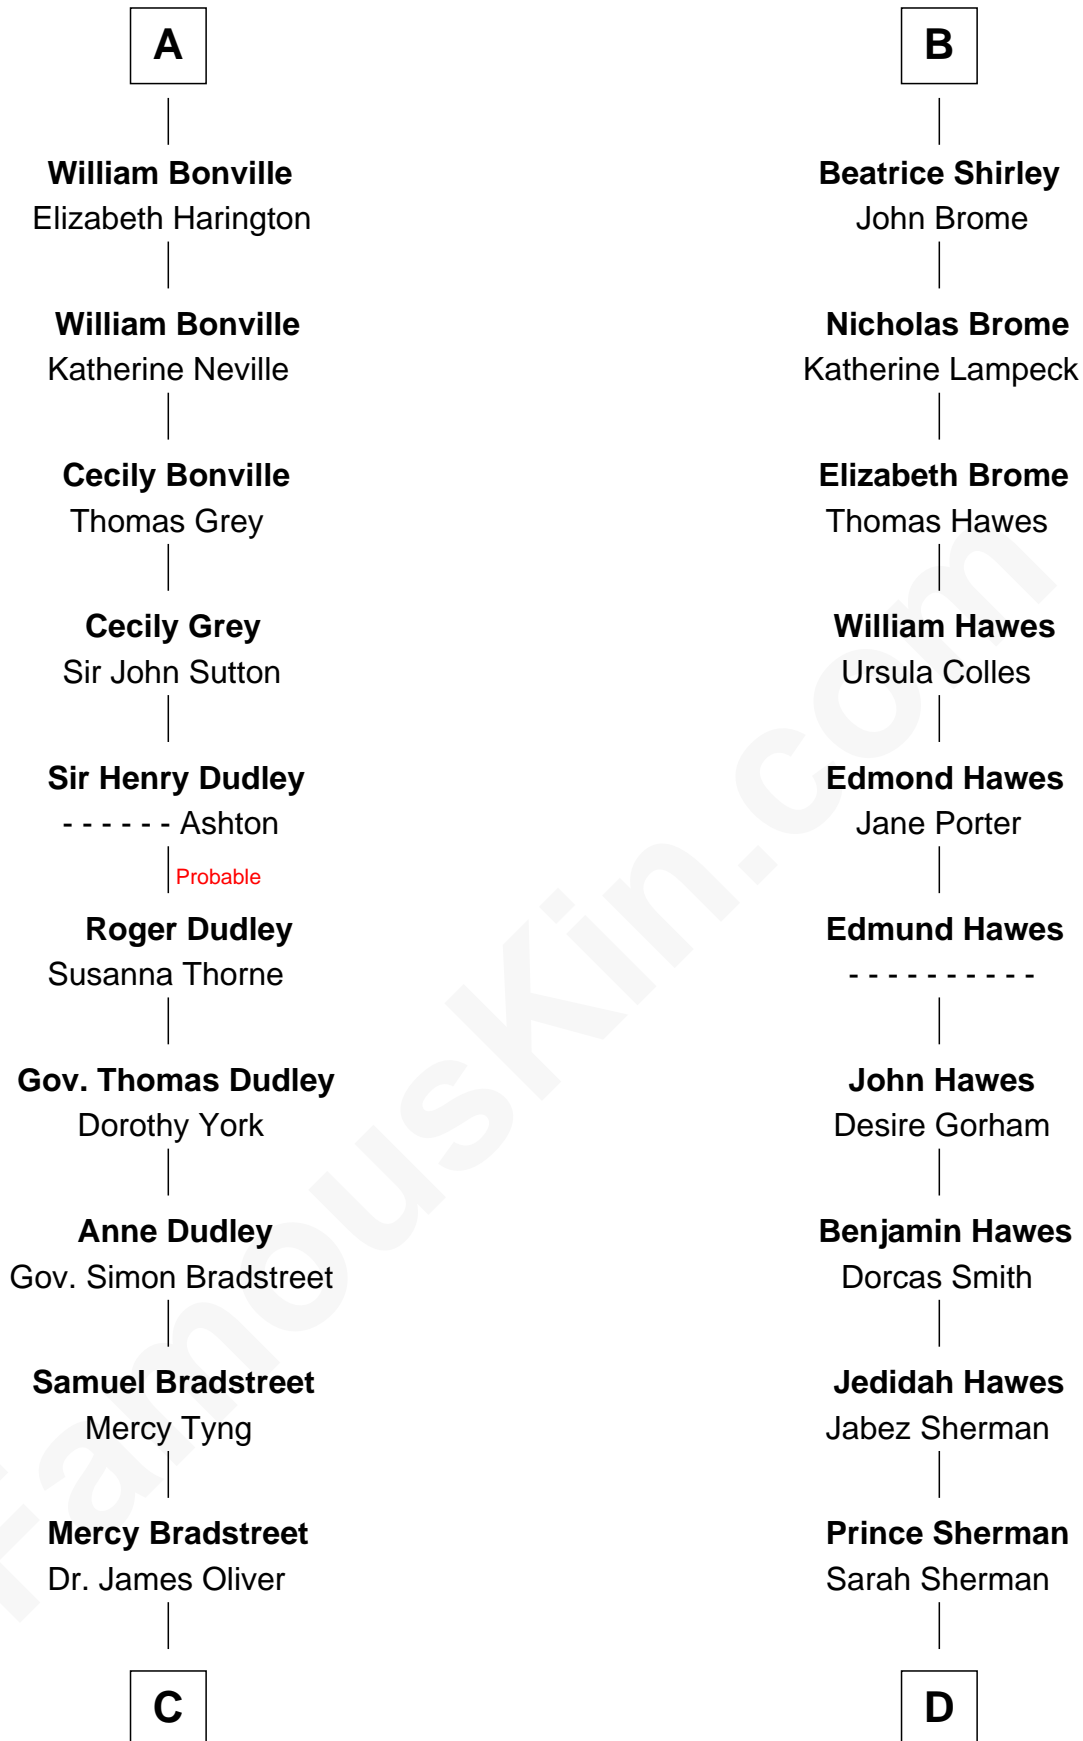 A
William Bonville
Elizabeth Harington
William Bonville
Katherine Neville
Cecily Bonville
Thomas Grey
Cecily Grey
Sir John Sutton
Sir Henry Dudley
- - - - - - Ashton
Probable
Roger Dudley
Susanna Thorne
Gov. Thomas Dudley
Dorothy York
Anne Dudley
Gov. Simon Bradstreet
Samuel Bradstreet
Mercy Tyng
Mercy Bradstreet
Dr. James Oliver
C
B
Beatrice Shirley
John Brome
Nicholas Brome
Katherine Lampeck
Elizabeth Brome
Thomas Hawes
William Hawes
Ursula Colles
Edmond Hawes
Jane Porter
Edmund Hawes
- - - - - - - - - -
John Hawes
Desire Gorham
Benjamin Hawes
Dorcas Smith
Jedidah Hawes
Jabez Sherman
Prince Sherman
Sarah Sherman
D
FamousKin.com